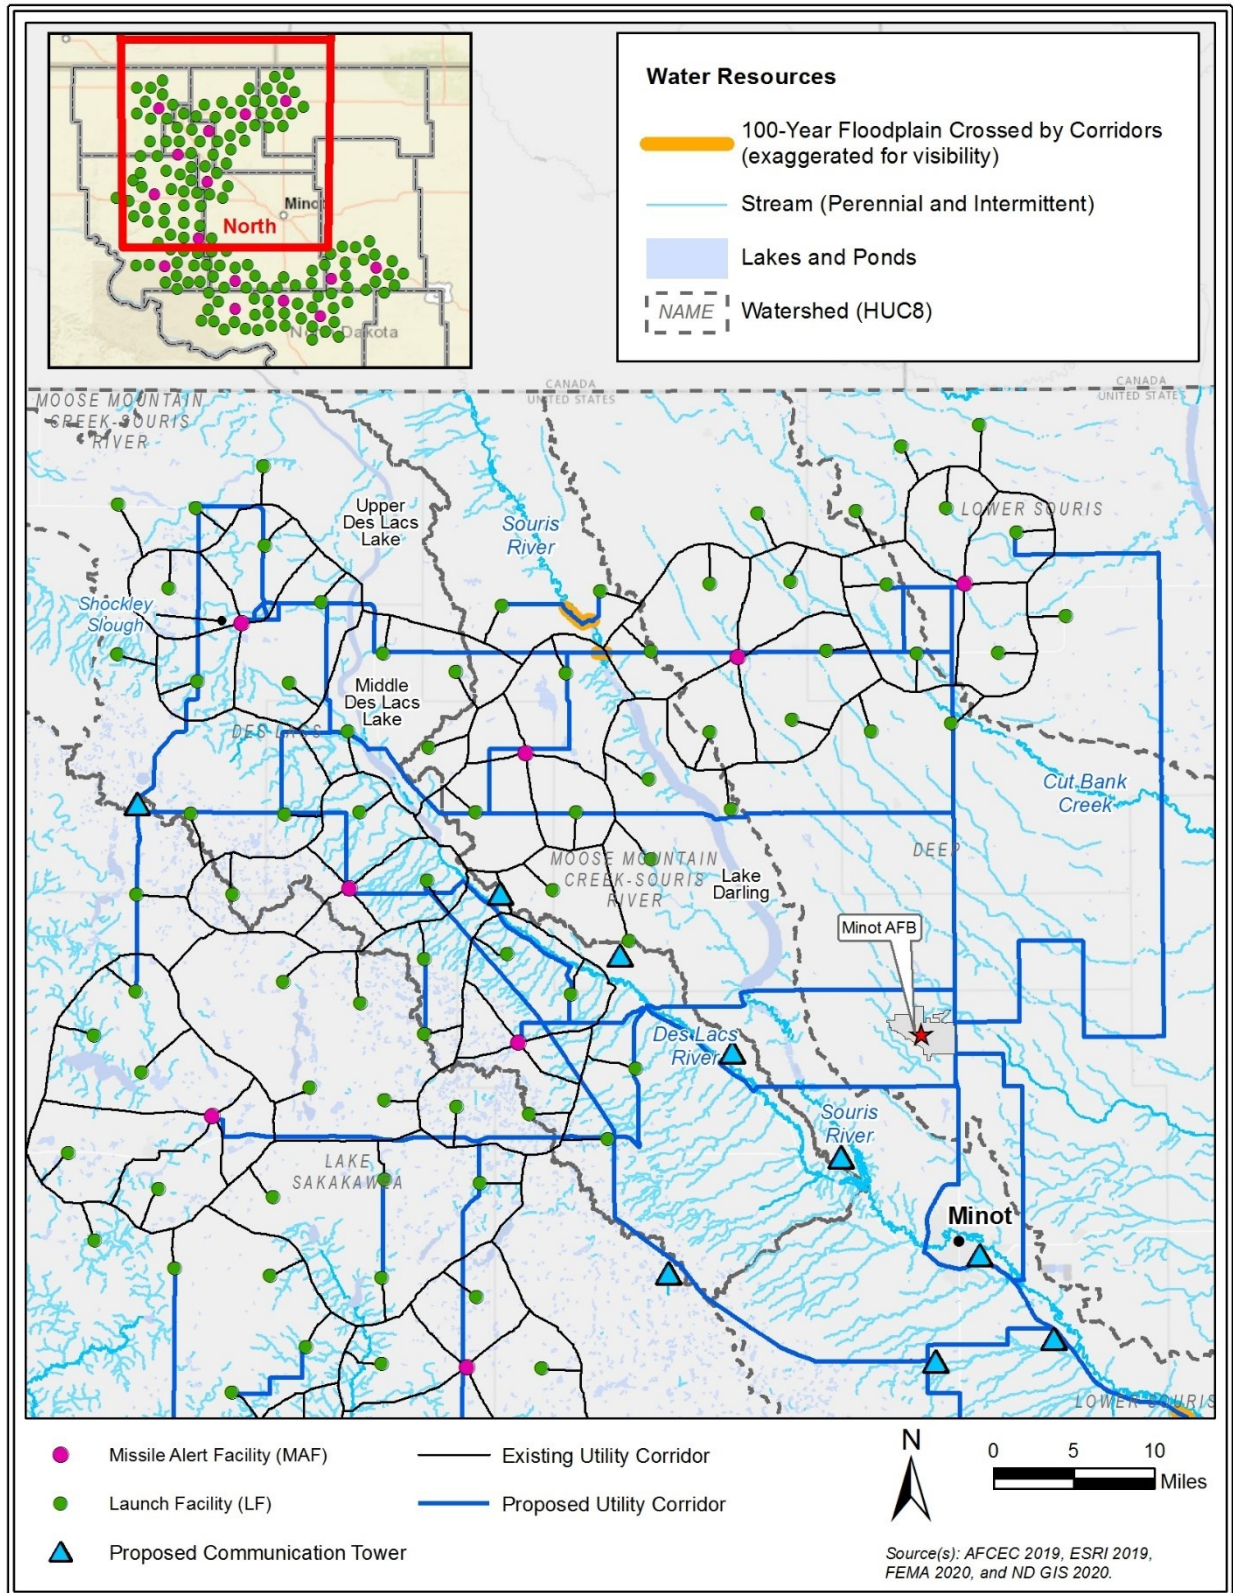 Minot
North
North Dakota
Water Resources
100-Year Floodplain Crossed by Corridors
(exaggerated for visibility)
Stream (Perennial and Intermittent)
Lakes and Ponds
NAME
Watershed (HUC8)
CANADA
UNITED STATES
CANADA
UNITED STATES
MOOSE MOUNTAIN
CREEK-SOURIS
RIVER
Upper
Des Lacs
Lake
Souris
River
LOWER SOURIS
Shockley
Slough
Middle
Des Lacs
Lake
DES LACS
Cut Bank
Creek
DEEP
MOOSE MOUNTAIN
CREEK-SOURIS
RIVER
Lake
Darling
Minot AFB
Des Lacs
River
Souris
River
LAKE
SAKAKAWEA
Minot
LOWER SOURIS
Missile Alert Facility (MAF)
Launch Facility (LF)
Proposed Communication Tower
Existing Utility Corridor
Proposed Utility Corridor
N
0 5 10
Miles
Source(s): AFCEC 2019, ESRI 2019,
FEMA 2020, and ND GIS 2020.